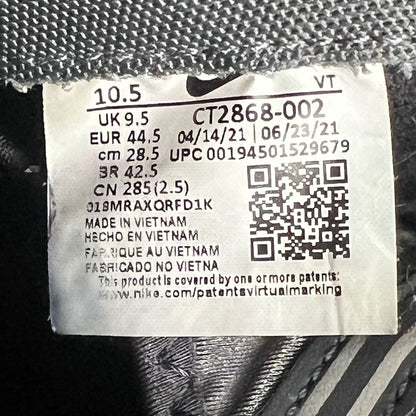 10.5 VT
UK 9.5 CT2868-002
EUR 44.5 04/14/21 | 06/23/21
cm 28.5 UPC 00194501529679
BR 42.5
CN 285(2.5)
018MRAXQRFD1K
MADE IN VIETNAM
HECHO EN VIETNAM
FABRIQUE AU VIETNAM
FABRICADO NO VIETNA
This product is covered by one or more patents:
www.nike.com/patentsvirtualmarking